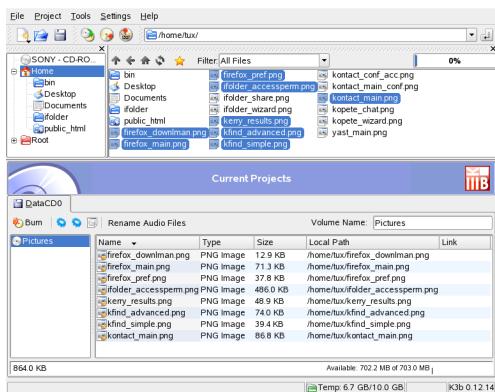 File Project Tools Settings Help
/home/tux/
SONY - CD-RO...
Home
bin
Desktop
Documents
ifolder
public_html
Root
Filter: All Files 0%
bin firefox_pref.png kontact_conf_acc.png
Desktop ifolder_accessperm.png kontact_main_conf.png
Documents ifolder_share.png kontact_main.png
ifolder ifolder_wizard.png kopete_chat.png
public_html kerry_results.png kopete_wizard.png
firefox_downlman.png kfind_advanced.png yast_main.png
firefox_main.png kfind_simple.png
Current Projects
DataCD0
Burn Rename Audio Files Volume Name: Pictures
Pictures
Name Type Size Local Path Link
firefox_downlman.png PNG Image 12.9 KB /home/tux/firefox_downlman.png
firefox_main.png PNG Image 71.3 KB /home/tux/firefox_main.png
firefox_pref.png PNG Image 37.8 KB /home/tux/firefox_pref.png
ifolder_accessperm.png PNG Image 486.0 KB /home/tux/ifolder_accessperm.png
kerry_results.png PNG Image 48.9 KB /home/tux/kerry_results.png
kfind_advanced.png PNG Image 74.0 KB /home/tux/kfind_advanced.png
kfind_simple.png PNG Image 39.4 KB /home/tux/kfind_simple.png
kontact_main.png PNG Image 86.8 KB /home/tux/kontact_main.png
864.0 KB Available: 702.2 MB of 703.0 MB
Temp: 6.7 GB/10.0 GB K3b 0.12.14